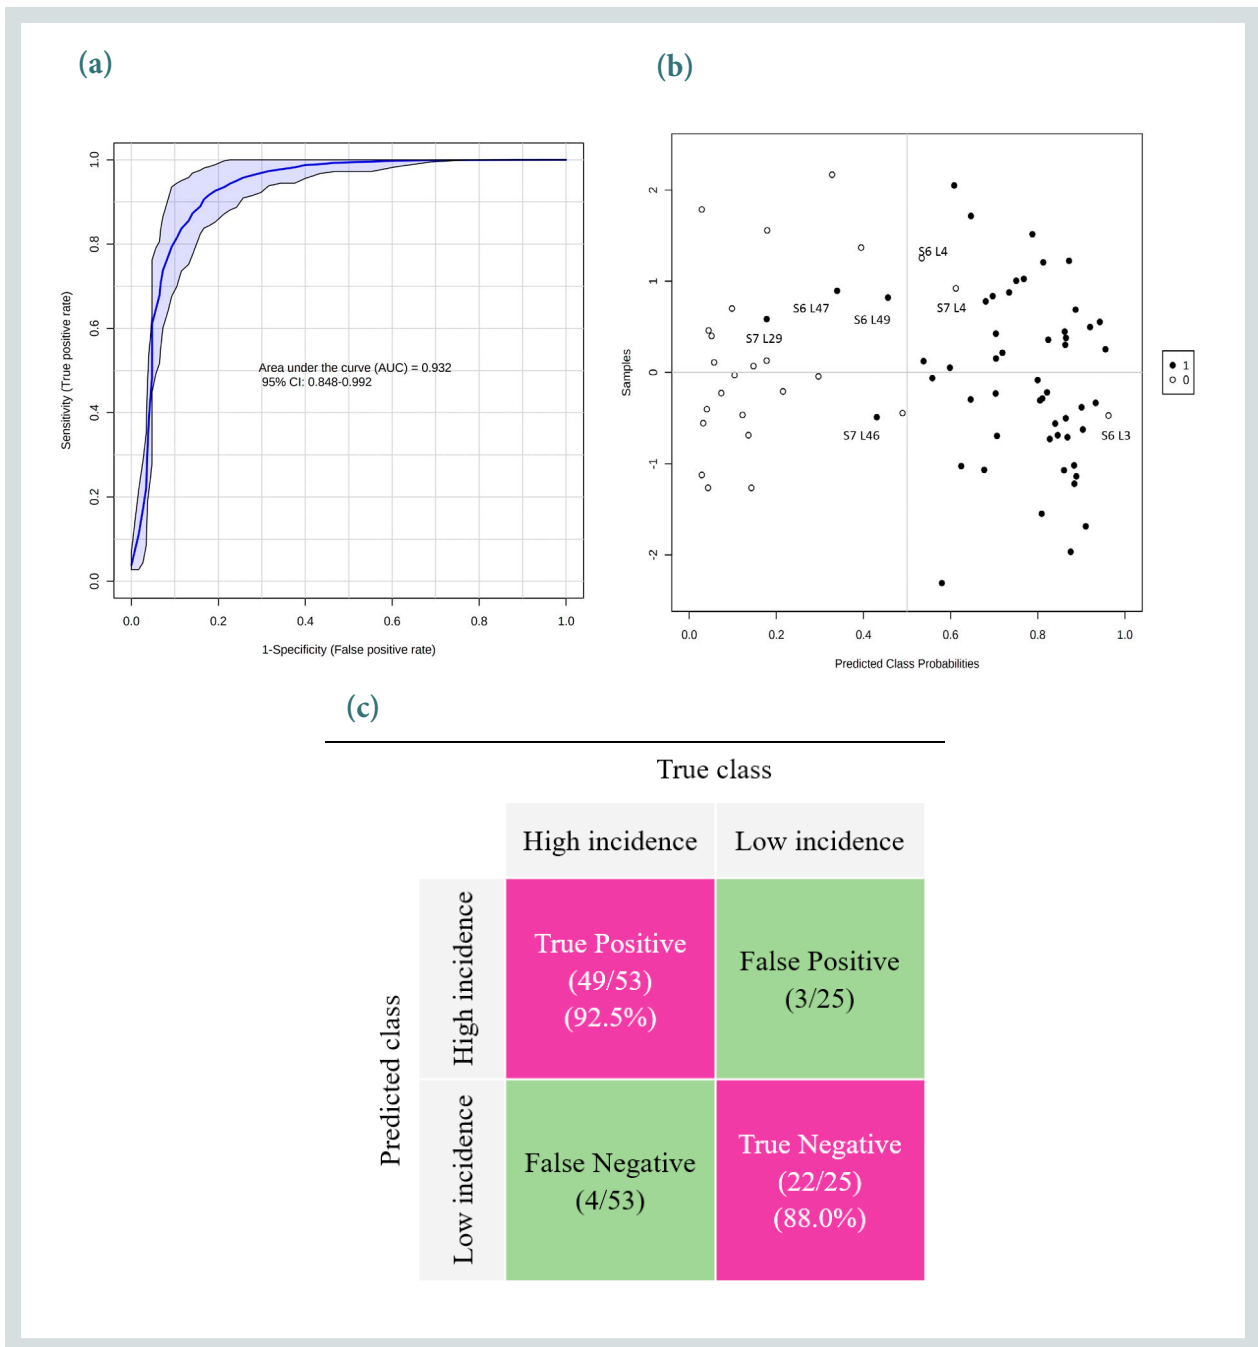 (a)
1.0
0.8
0.6
0.4
0.2
0.0
Sensitivity (True positive rate)
Area under the curve (AUC) = 0.932
95% CI: 0.848-0.992
0.0 0.2 0.4 0.6 0.8 1.0
1-Specificity (False positive rate)
(b)
2
1
0
-1
-2
Samples
S6 L4
S6 L47
S6 L49
S7 L4
S7 L29
S7 L46
S6 L3
0.0 0.2 0.4 0.6 0.8 1.0
Predicted Class Probabilities
1
0
(c)
True class
High incidence Low incidence
Predicted class
High incidence
True Positive
(49/53)
(92.5%)
False Positive
(3/25)
Low incidence
False Negative
(4/53)
True Negative
(22/25)
(88.0%)